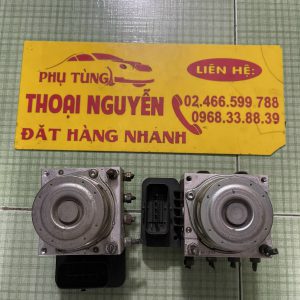 PHỤ TÙNG
THOẠI NGUYỄN
ĐẶT HÀNG NHANH
LIÊN HỆ:
02.466.599 788
0968.33.88.39